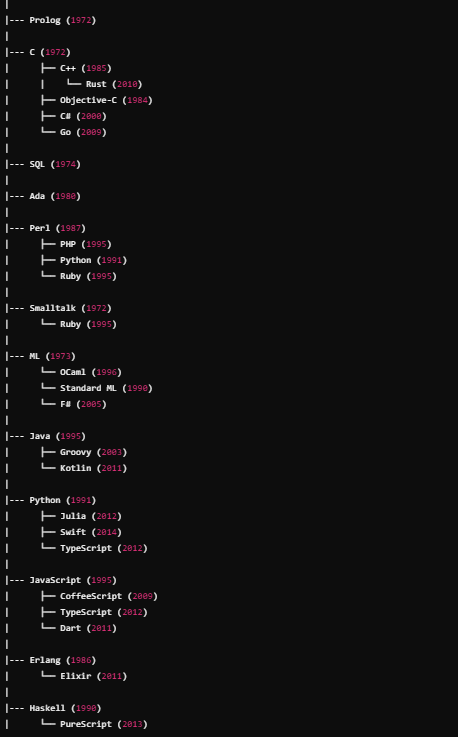 |
|--- Prolog (1972)
|
|--- C (1972)
|      ├── C++ (1985)
|      |    └── Rust (2010)
|      ├── Objective-C (1984)
|      ├── C# (2000)
|      └── Go (2009)
|
|--- SQL (1974)
|
|--- Ada (1980)
|
|--- Perl (1987)
|      ├── PHP (1995)
|      ├── Python (1991)
|      └── Ruby (1995)
|
|--- Smalltalk (1972)
|      └── Ruby (1995)
|
|--- ML (1973)
|      └── OCaml (1996)
|      └── Standard ML (1990)
|      └── F# (2005)
|
|--- Java (1995)
|      ├── Groovy (2003)
|      └── Kotlin (2011)
|
|--- Python (1991)
|      ├── Julia (2012)
|      ├── Swift (2014)
|      └── TypeScript (2012)
|
|--- JavaScript (1995)
|      ├── CoffeeScript (2009)
|      ├── TypeScript (2012)
|      └── Dart (2011)
|
|--- Erlang (1986)
|      └── Elixir (2011)
|
|--- Haskell (1990)
|      └── PureScript (2013)